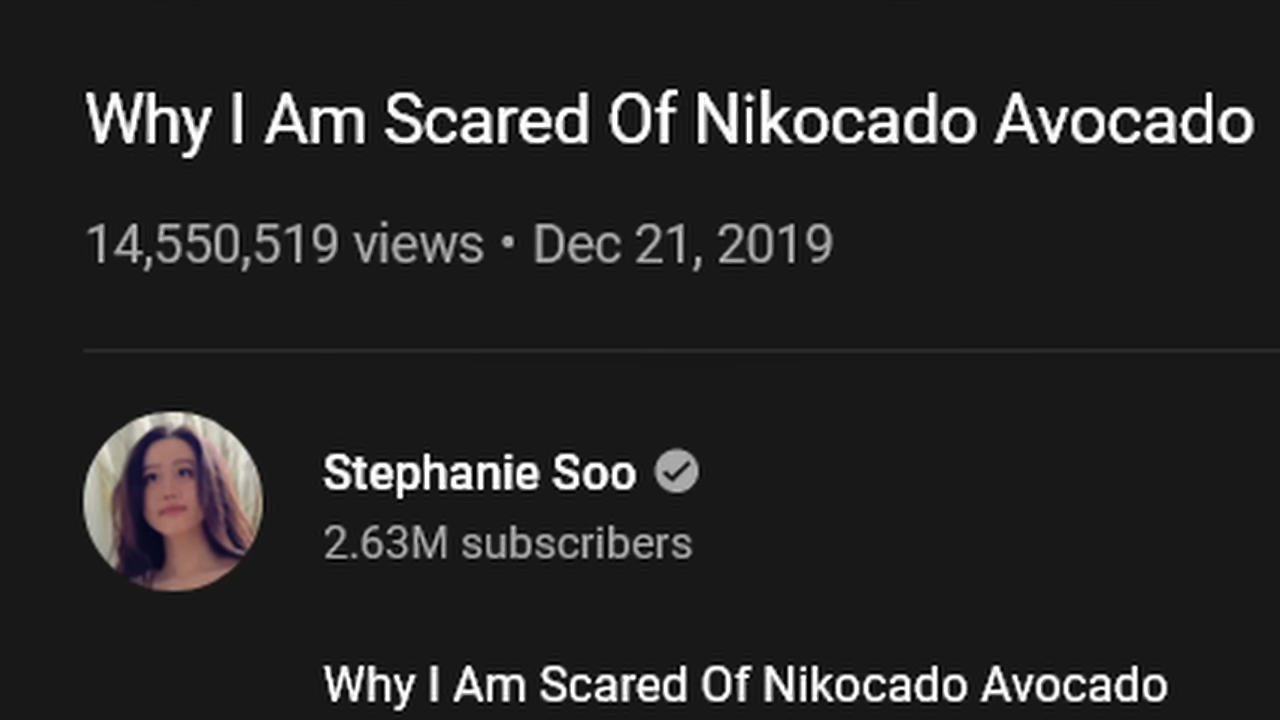 Why I Am Scared Of Nikocado Avocado
14,550,519 views • Dec 21, 2019
Stephanie Soo
2.63M subscribers
Why I Am Scared Of Nikocado Avocado